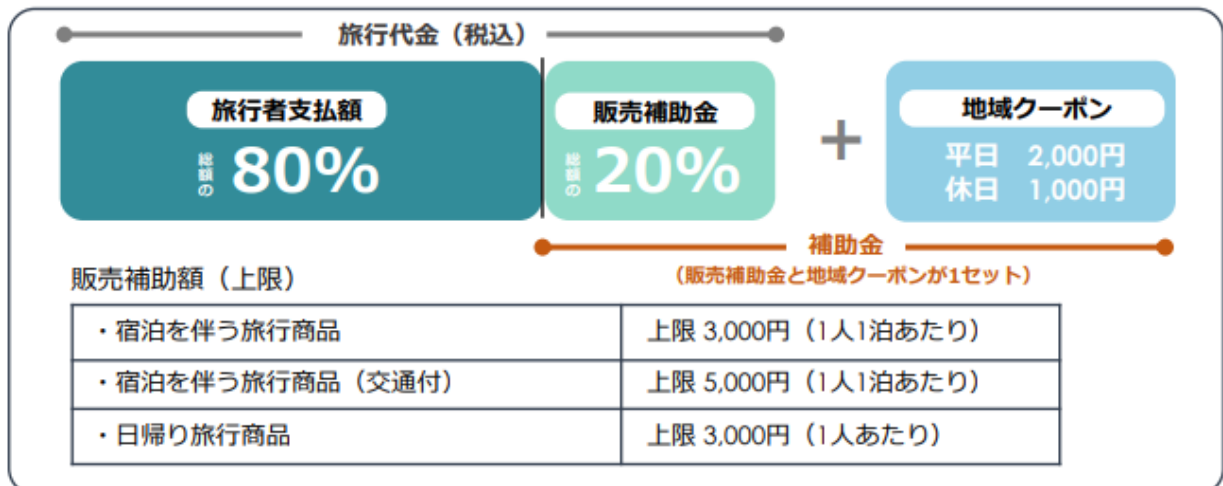 旅行代金（税込）
旅行者支払額
総額の 80%
販売補助金
総額の 20%
+
地域クーポン
平日 2,000円
休日 1,000円
補助金
（販売補助金と地域クーポンが1セット）
販売補助額（上限）
・宿泊を伴う旅行商品 上限 3,000円（1人1泊あたり）
・宿泊を伴う旅行商品（交通付） 上限 5,000円（1人1泊あたり）
・日帰り旅行商品 上限 3,000円（1人あたり）